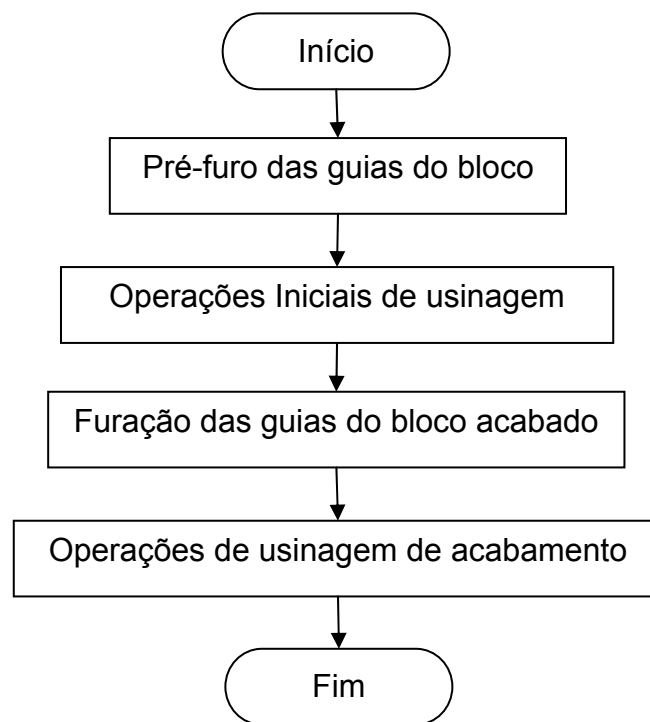 Início
Pré-furo das guias do bloco
Operações Iniciais de usinagem
Furação das guias do bloco acabado
Operações de usinagem de acabamento
Fim